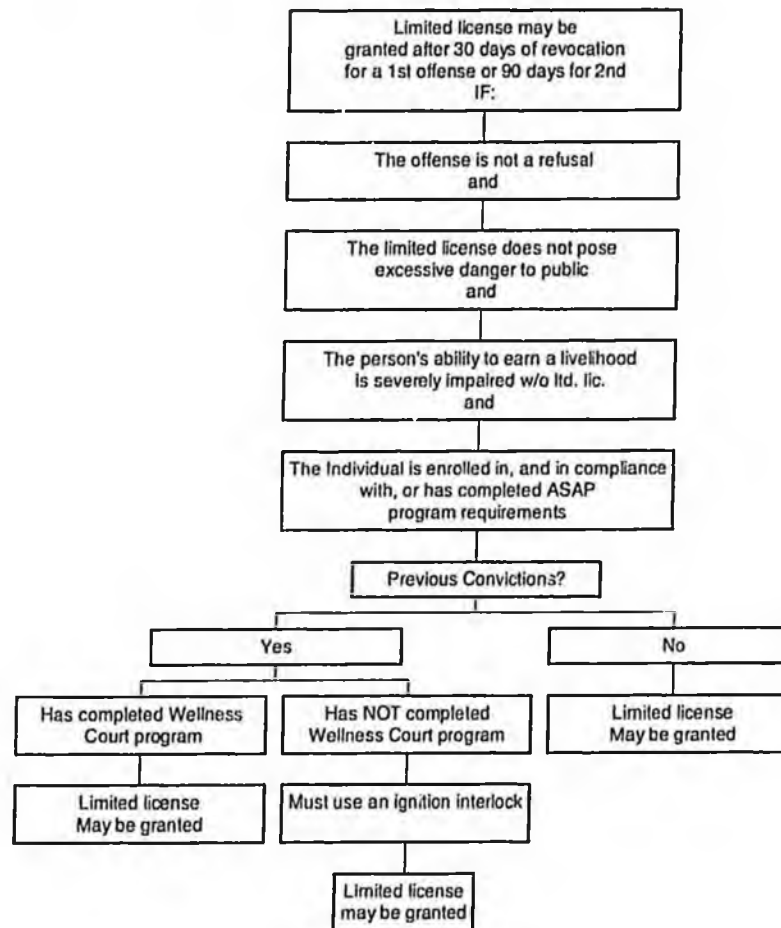 Limited license may be
granted after 30 days of revocation
for a 1st offense or 90 days for 2nd
IF:
The offense is not a refusal
and
The limited license does not pose
excessive danger to public
and
The person's ability to earn a livelihood
Is severely impaired w/o ltd. lic.
and
The Individual is enrolled in, and in compliance
with, or has completed ASAP
program requirements
Previous Convictions?
Yes
No
Has completed Wellness
Court program
Has NOT completed
Wellness Court program
Limited license
May be granted
Limited license
May be granted
Must use an ignition interlock
Limited license
may be granted